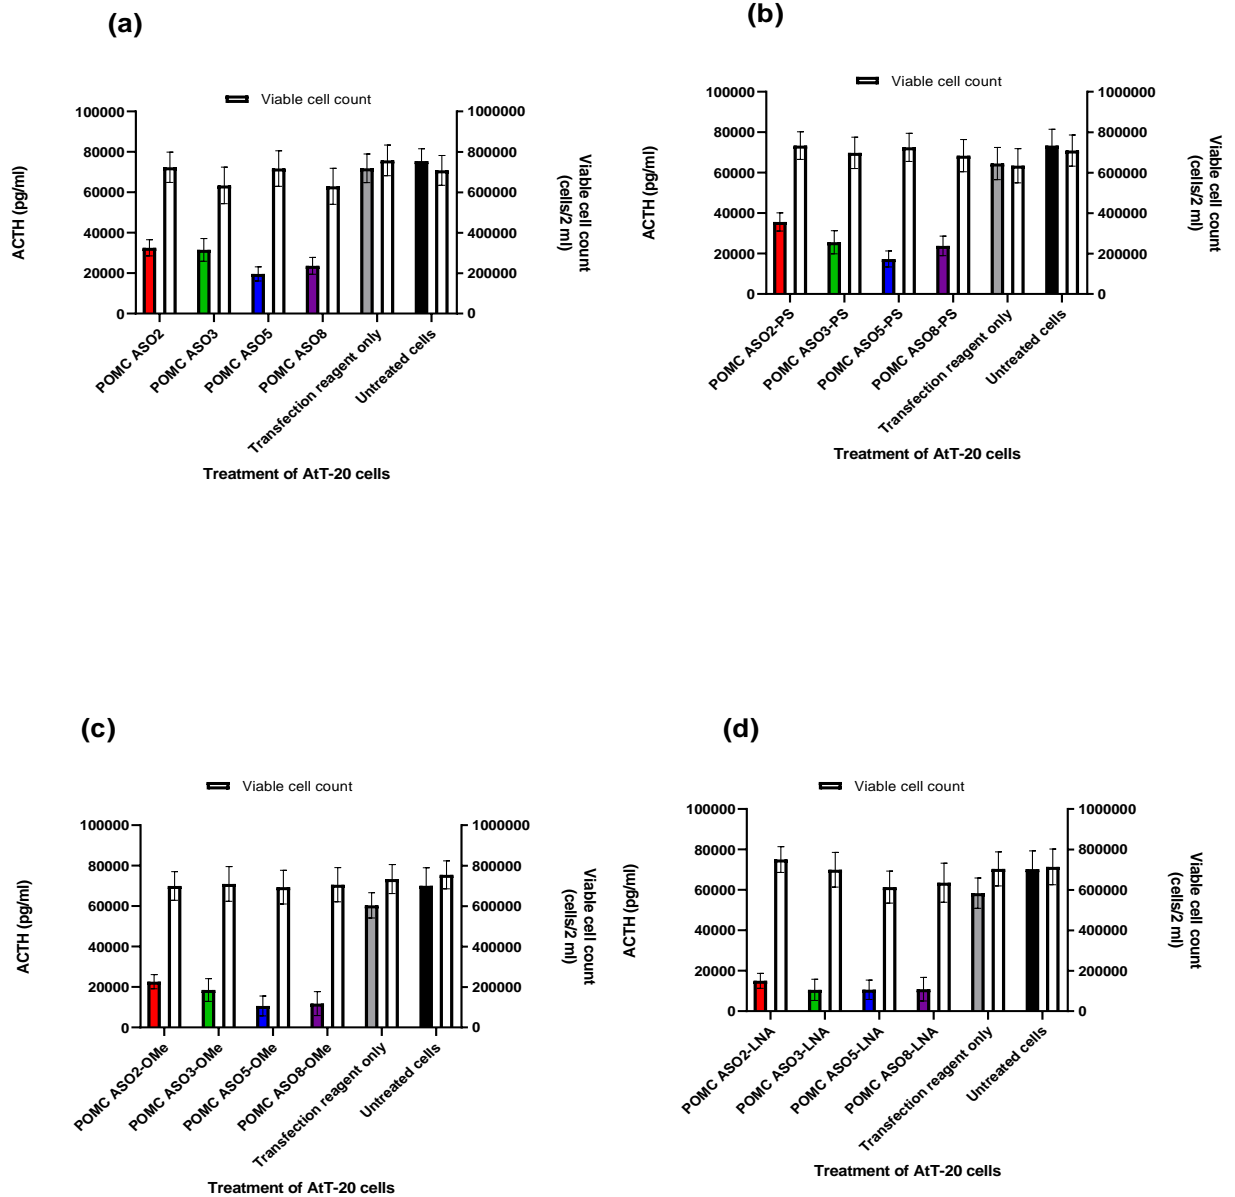 (a)
Viable cell count
100000
80000
60000
40000
20000
0
ACTH (pg/ml)
1000000
800000
600000
400000
200000
0
Viable cell count
(cells/2 ml)
POMC ASO2
POMC ASO3
POMC ASO5
POMC ASO8
Transfection reagent only
Untreated cells
Treatment of AtT-20 cells
(b)
Viable cell count
100000
80000
60000
40000
20000
0
ACTH (pg/ml)
1000000
800000
600000
400000
200000
0
Viable cell count
(cells/2 ml)
POMC ASO2-PS
POMC ASO3-PS
POMC ASO5-PS
POMC ASO8-PS
Transfection reagent only
Untreated cells
Treatment of AtT-20 cells
(c)
Viable cell count
100000
80000
60000
40000
20000
0
ACTH (pg/ml)
1000000
800000
600000
400000
200000
0
Viable cell count
(cells/2 ml)
POMC ASO2-OMe
POMC ASO3-OMe
POMC ASO5-OMe
POMC ASO8-OMe
Transfection reagent only
Untreated cells
Treatment of AtT-20 cells
(d)
Viable cell count
100000
80000
60000
40000
20000
0
ACTH (pg/ml)
1000000
800000
600000
400000
200000
0
Viable cell count
(cells/2 ml)
POMC ASO2-LNA
POMC ASO3-LNA
POMC ASO5-LNA
POMC ASO8-LNA
Transfection reagent only
Untreated cells
Treatment of AtT-20 cells